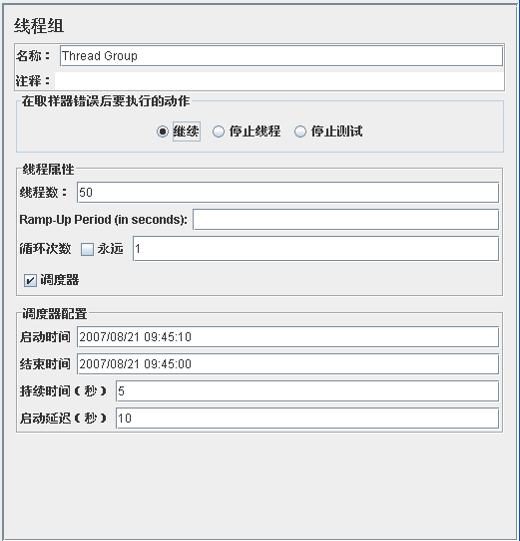 线程组
名称： Thread Group
注释：
在取样器错误后要执行的动作
继续 停止线程 停止测试
线程属性
线程数： 50
Ramp-Up Period (in seconds):
循环次数 永远 1
调度器
调度器配置
启动时间 2007/08/21 09:45:10
结束时间 2007/08/21 09:45:00
持续时间（秒） 5
启动延迟（秒） 10